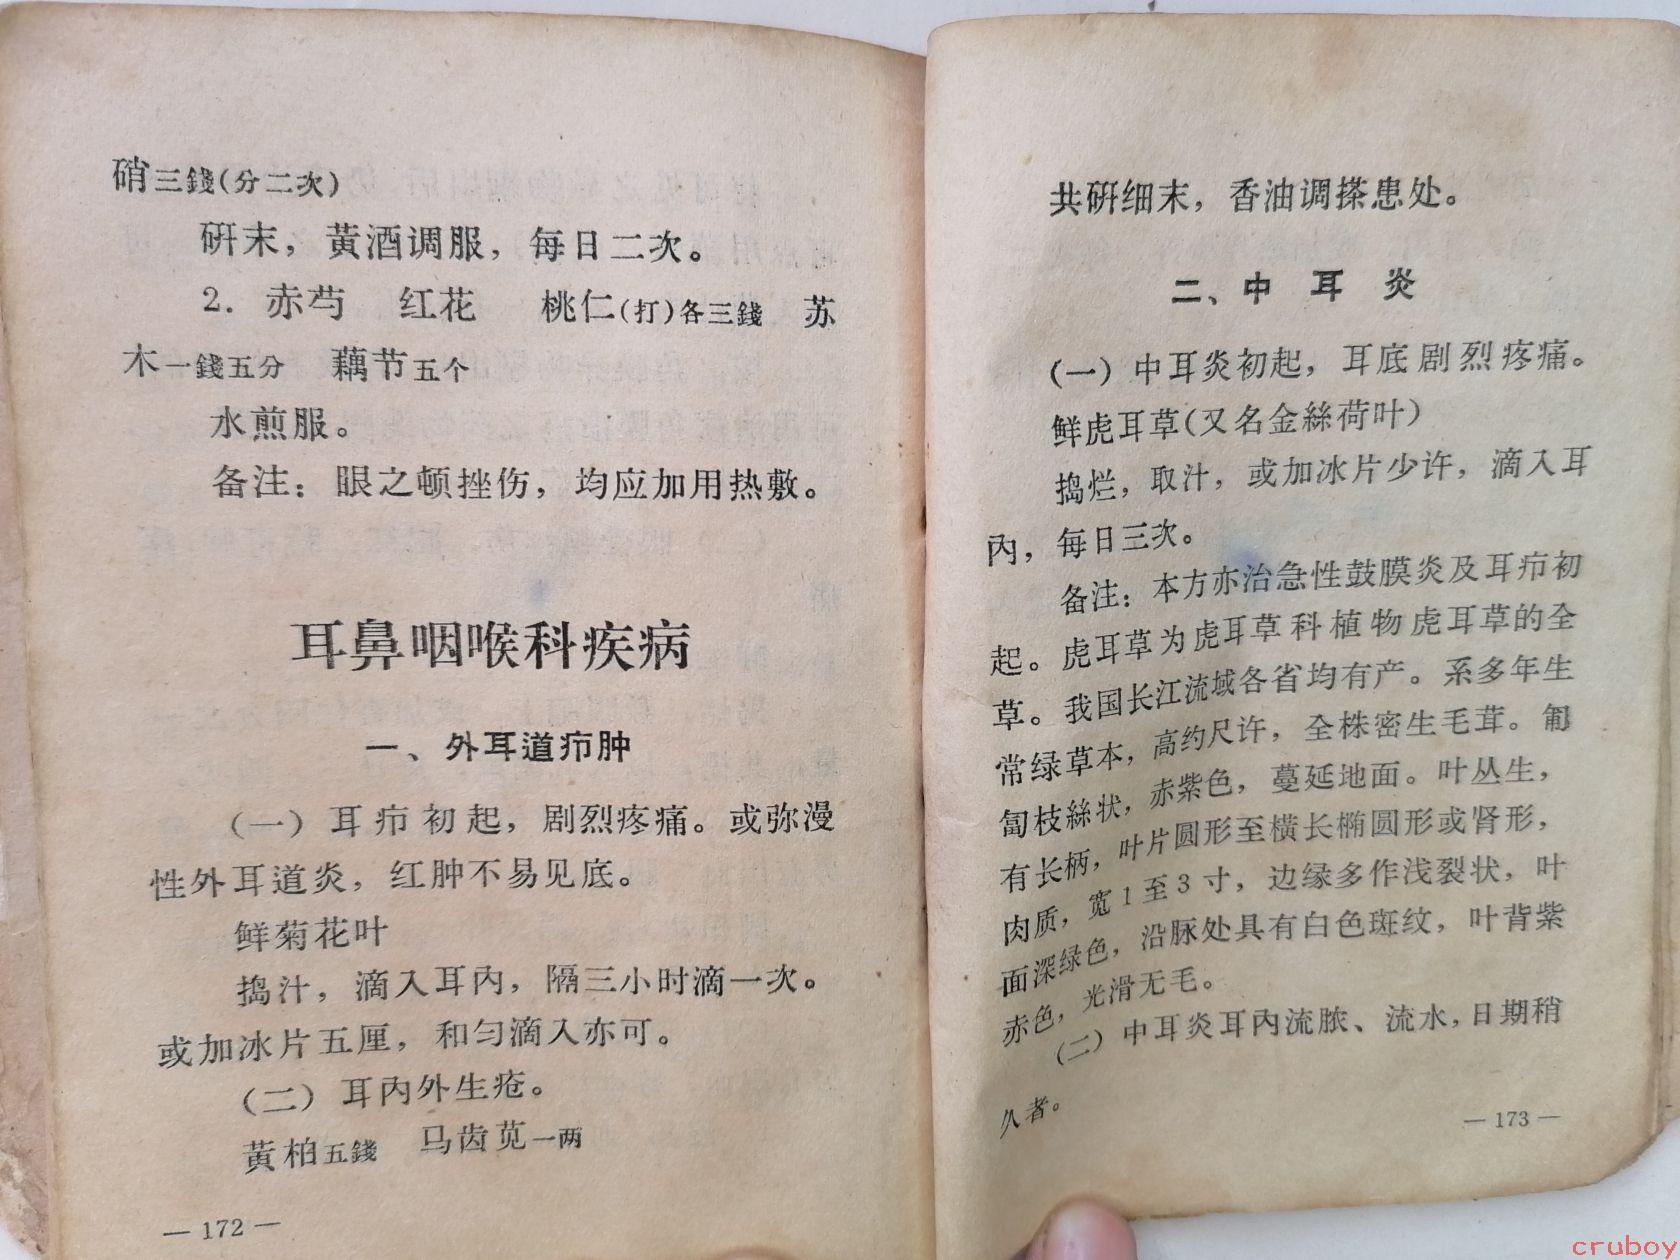 硝三錢(分二次)
研末，黄酒调服，每日二次。
2. 赤芍 红花 桃仁(打)各三錢 苏
木一錢五分 藕节五个
水煎服。
备注：眼之顿挫伤，均应加用热敷。
耳鼻咽喉科疾病
一、外耳道疖肿
(一) 耳疖初起，剧烈疼痛。或弥漫
性外耳道炎，红肿不易见底。
鲜菊花叶
捣汁，滴入耳內，隔三小时滴一次。
或加冰片五厘，和匀滴入亦可。
(二) 耳內外生疮。
黄柏五錢 马齿苋一两
— 172 —
共研细末，香油调搽患处。
二、中耳炎
(一) 中耳炎初起，耳底剧烈疼痛。
鲜虎耳草(又名金絲荷叶)
捣烂，取汁，或加冰片少许，滴入耳
內，每日三次。
备注：本方亦治急性鼓膜炎及耳疖初
起。虎耳草为虎耳草科植物虎耳草的全
草。我国长江流域各省均有产。系多年生
常绿草本，高约尺许，全株密生毛茸。匍
匐枝絲状，赤紫色，蔓延地面。叶丛生，
有长柄，叶片圆形至横长椭圆形或肾形，
肉质，宽1至3寸，边缘多作浅裂状，叶
面深绿色，沿脉处具有白色斑纹，叶背紫
赤色，光滑无毛。
(二) 中耳炎耳內流脓、流水，日期稍
久者。
— 173 —
cruboy